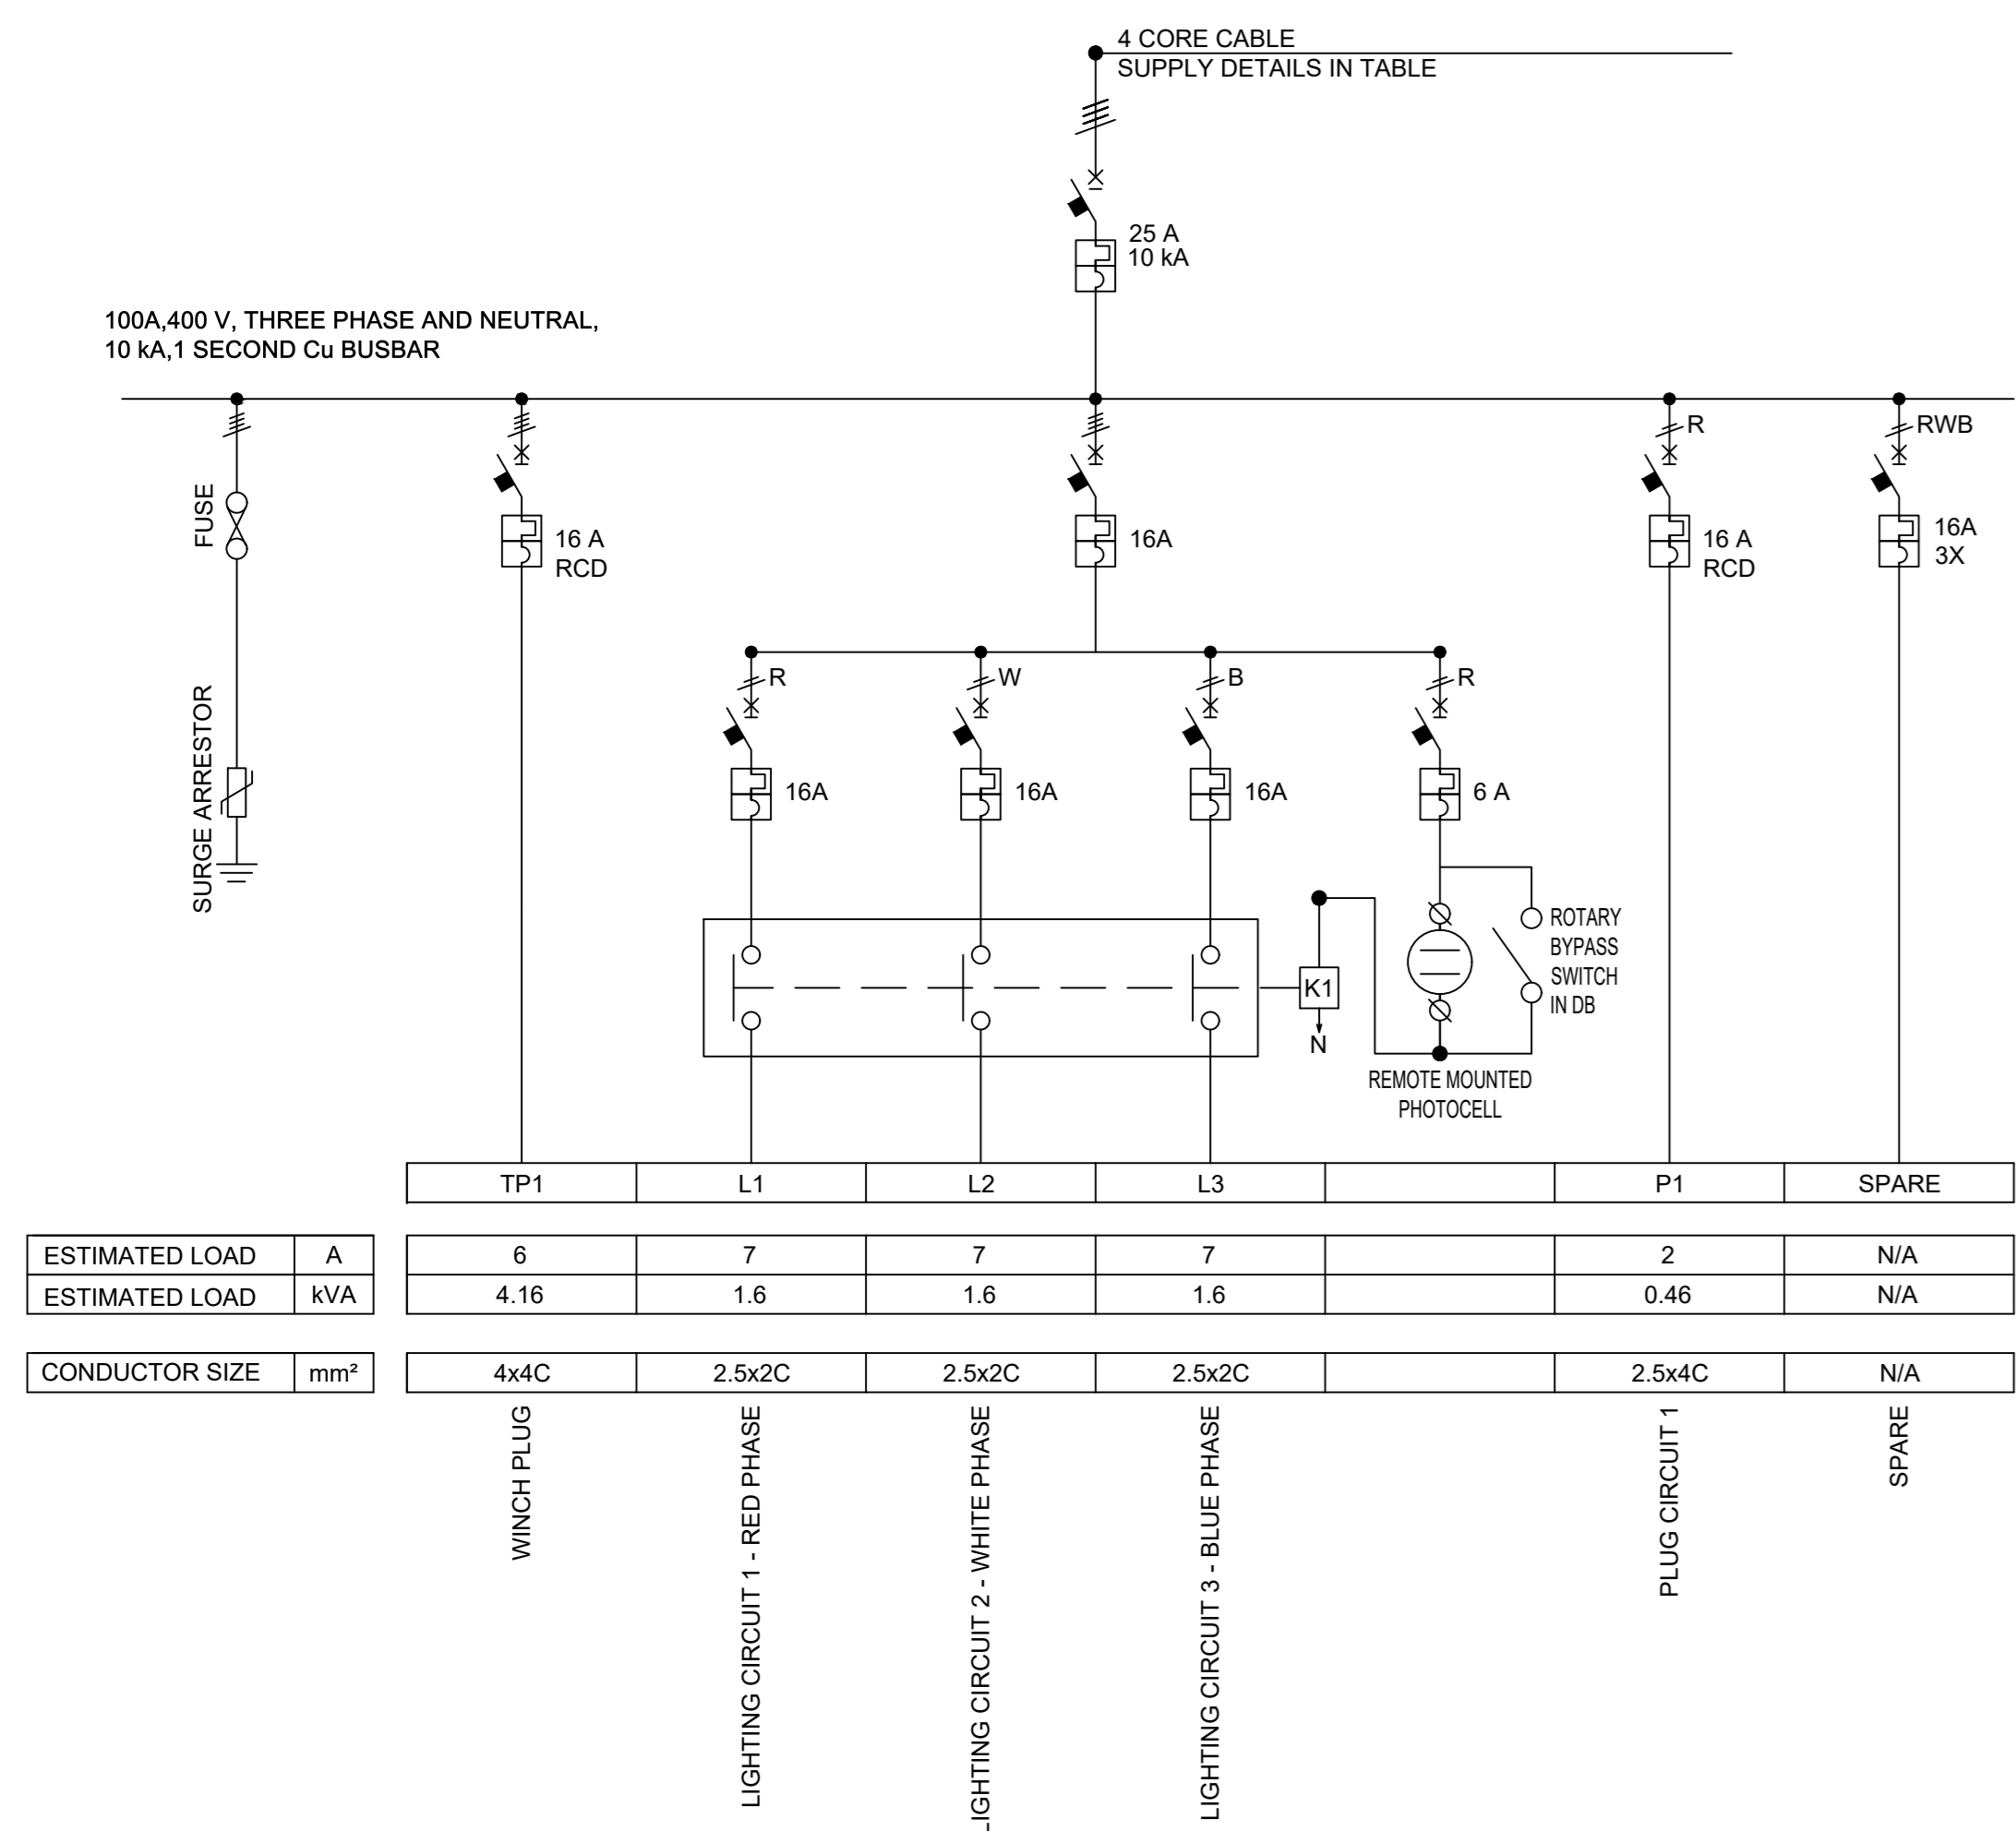 4 CORE CABLE
SUPPLY DETAILS IN TABLE
25 A
10 kA
100A,400 V, THREE PHASE AND NEUTRAL,
10 kA,1 SECOND Cu BUSBAR
R
RWB
FUSE
16 A
RCD
16A
16 A
RCD
16A
3X
R
W
B
R
SURGE ARRESTOR
16A
16A
16A
6 A
ROTARY
BYPASS
SWITCH
IN DB
K1
N
REMOTE MOUNTED
PHOTOCELL
TP1 L1 L2 L3 P1 SPARE
ESTIMATED LOAD A 6 7 7 7 2 N/A
ESTIMATED LOAD kVA 4.16 1.6 1.6 1.6 0.46 N/A
CONDUCTOR SIZE mm² 4x4C 2.5x2C 2.5x2C 2.5x2C 2.5x4C N/A
WINCH PLUG
LIGHTING CIRCUIT 1 - RED PHASE
LIGHTING CIRCUIT 2 - WHITE PHASE
LIGHTING CIRCUIT 3 - BLUE PHASE
PLUG CIRCUIT 1
SPARE